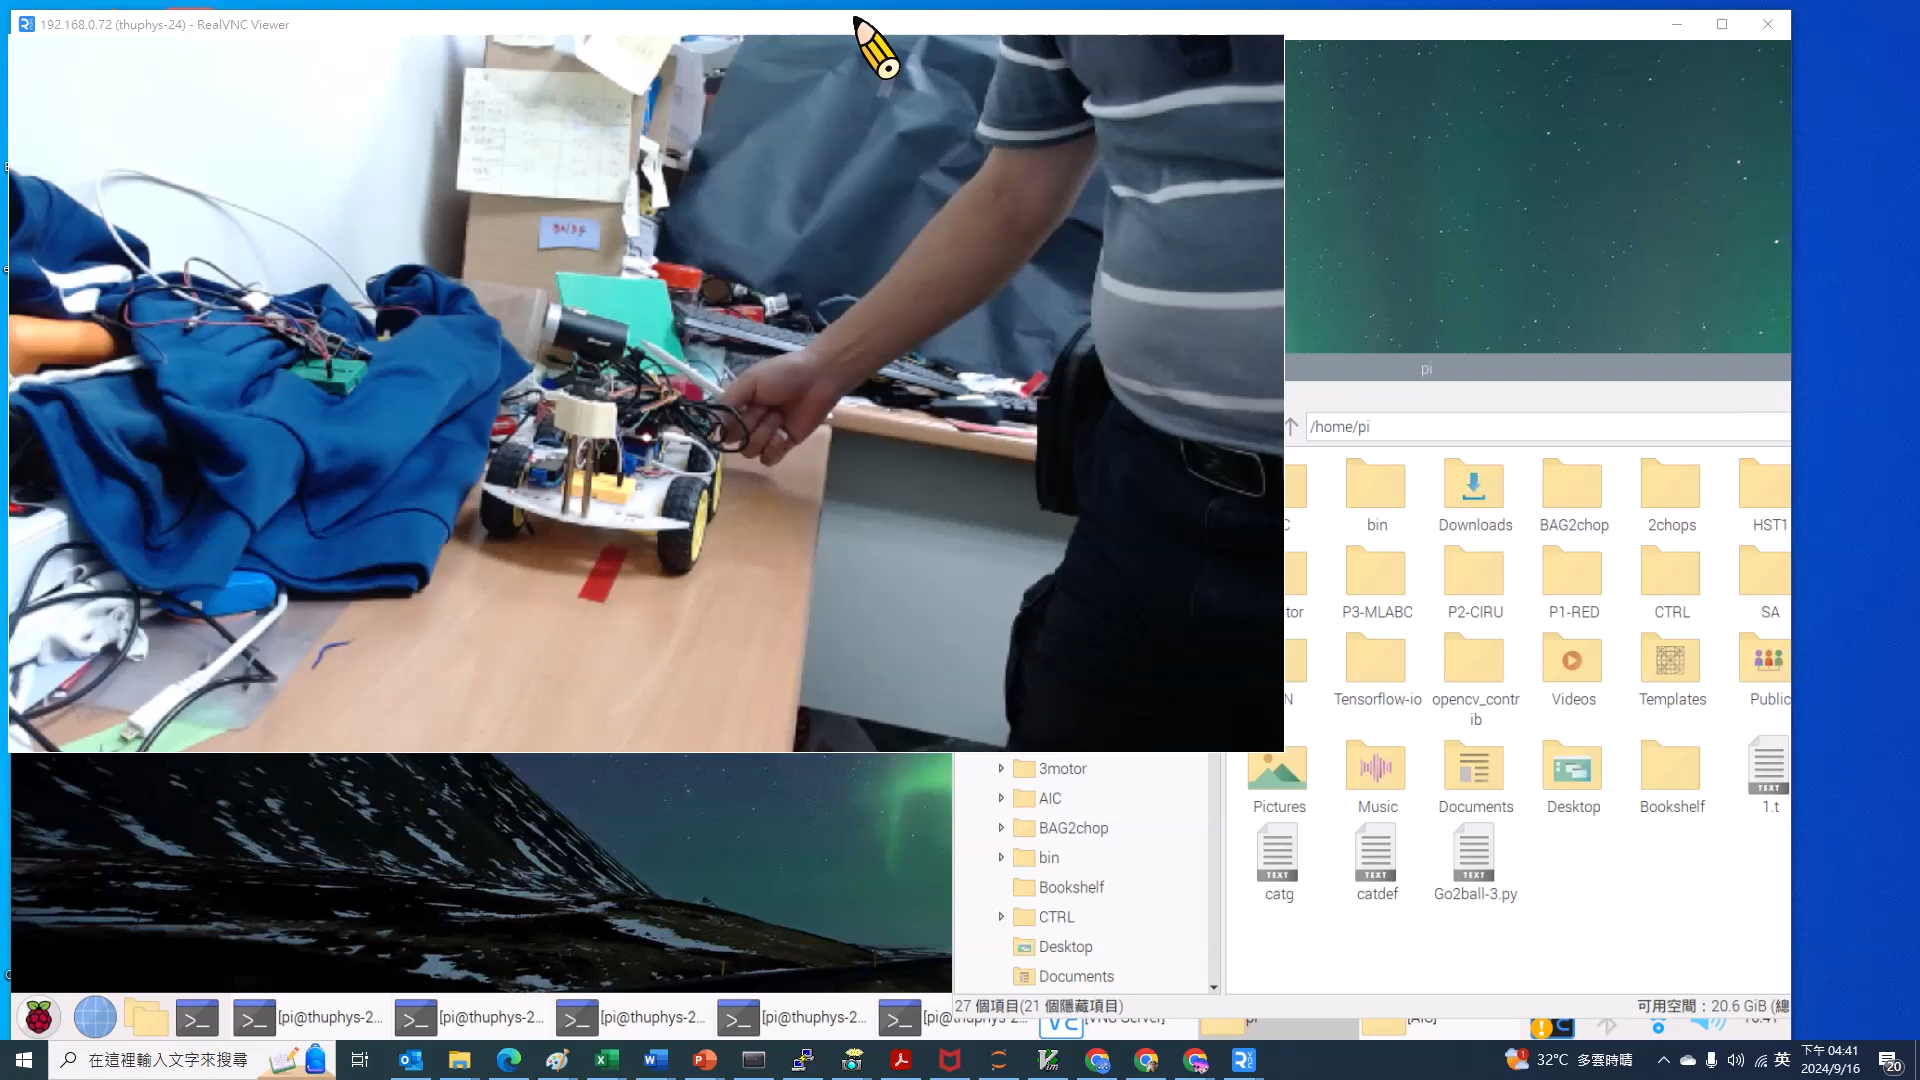 192.168.0.72 (thuphys-24) - RealVNC Viewer
pi
/home/pi
bin
Downloads
BAG2chop
2chops
HST1
tor
P3-MLABC
P2-CIRU
P1-RED
CTRL
SA
N
Tensorflow-io
opencv_contr
ib
Videos
Templates
Public
Pictures
Music
Documents
Desktop
Bookshelf
TEXT
1.t
TEXT
catg
TEXT
catdef
TEXT
Go2ball-3.py
3motor
AIC
BAG2chop
bin
Bookshelf
CTRL
Desktop
Documents
27 個項目(21 個隱藏項目)
可用空間：20.6 GiB (總
[pi@thuphys-2...
[pi@thuphys-2...
[pi@thuphys-2...
[pi@thuphys-2...
在這裡輸入文字來搜尋
32°C 多雲時晴
英
下午 04:41
2024/9/16
20